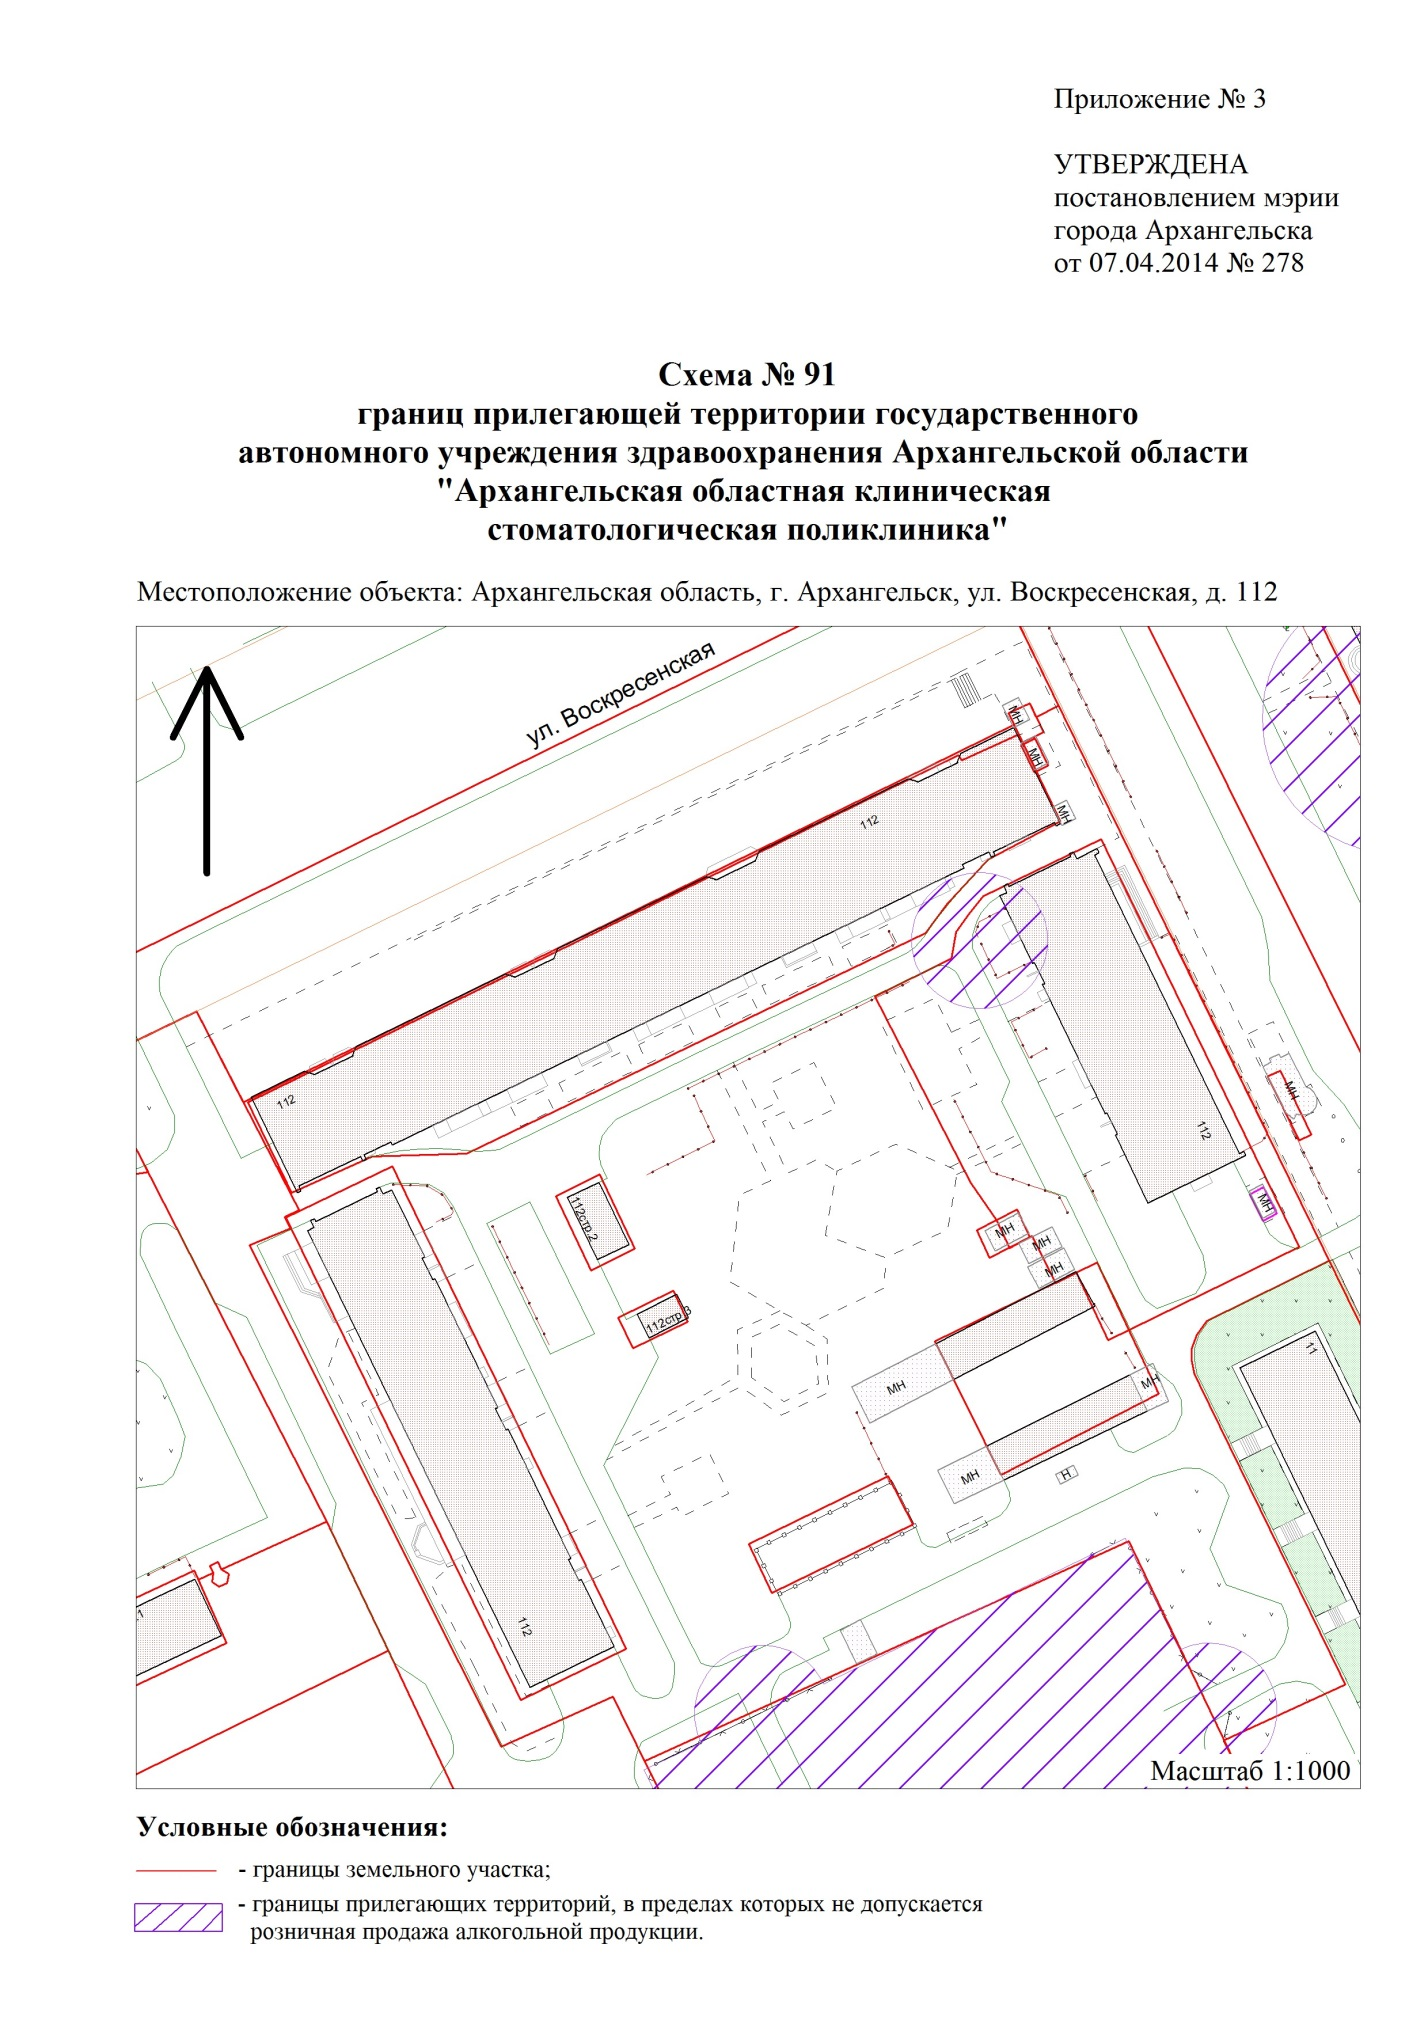 Приложение № 3
УТВЕРЖДЕНА
постановлением мэрии
города Архангельска
от 07.04.2014 № 278
Схема № 91
границ прилегающей территории государственного
автономного учреждения здравоохранения Архангельской области
"Архангельская областная клиническая
стоматологическая поликлиника"
Местоположение объекта: Архангельская область, г. Архангельск, ул. Воскресенская, д. 112
ул. Воскресенская
МН
МН
МН
112
112
МН
112
МН
112стр.2
МН
МН
МН
112стр.3
11
МН
МН
МН
Н
112
Масштаб 1:1000
Условные обозначения:
- границы земельного участка;
- границы прилегающих территорий, в пределах которых не допускается
розничная продажа алкогольной продукции.